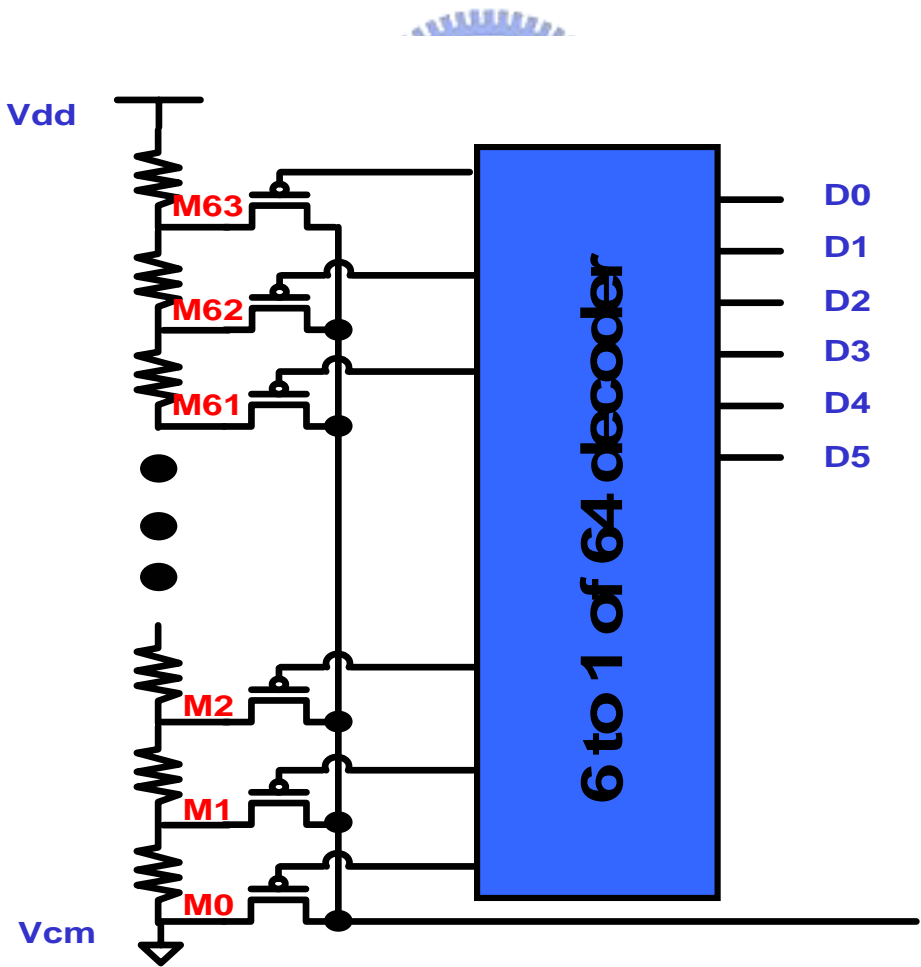 Vdd
M63
M62
M61
M2
M1
M0
Vcm
6 to 1 of 64 decoder
D0
D1
D2
D3
D4
D5